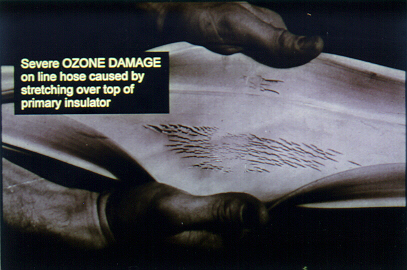 Severe OZONE DAMAGE
on line hose caused by
stretching over top of
primary insulator